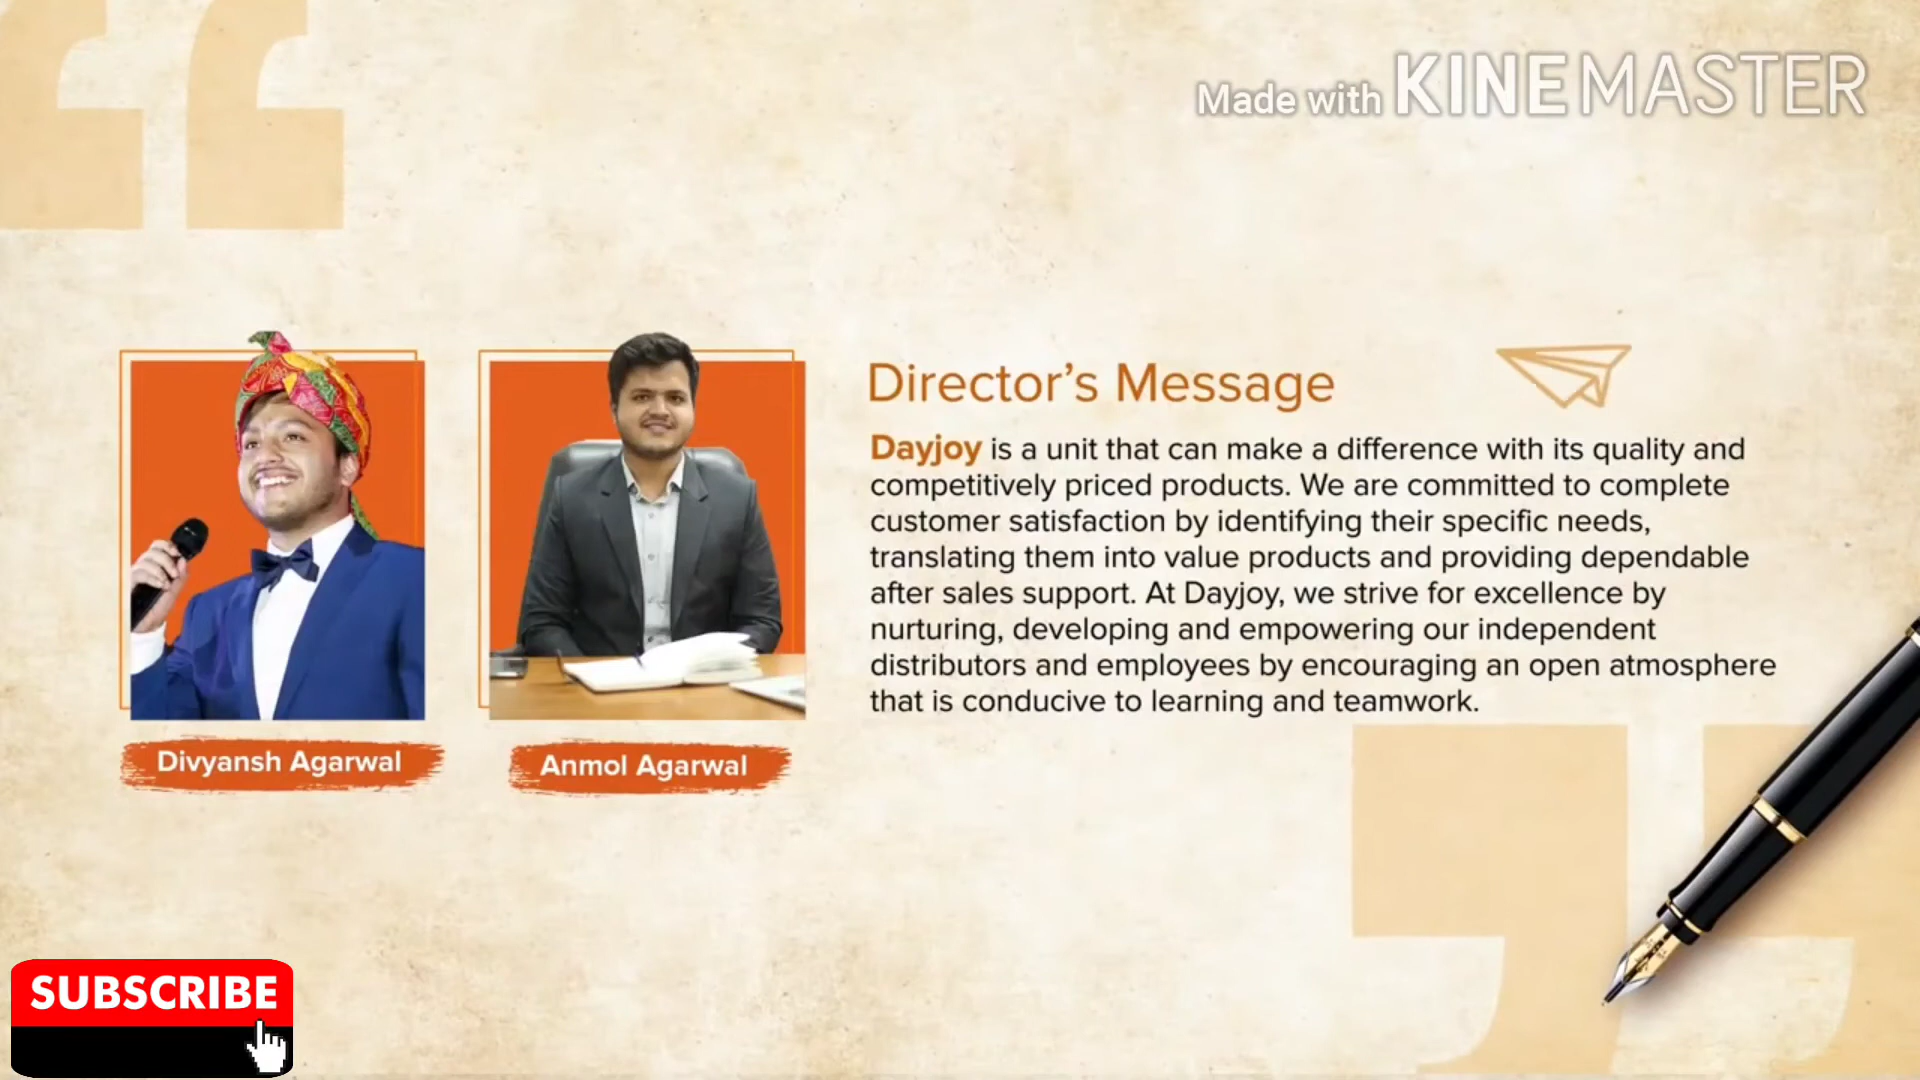 Made with KINEMASTER
Director's Message
Dayjoy is a unit that can make a difference with its quality and
competitively priced products. We are committed to complete
customer satisfaction by identifying their specific needs,
translating them into value products and providing dependable
after sales support. At Dayjoy, we strive for excellence by
nurturing, developing and empowering our independent
distributors and employees by encouraging an open atmosphere
that is conducive to learning and teamwork.
Divyansh Agarwal
Anmol Agarwal
SUBSCRIBE